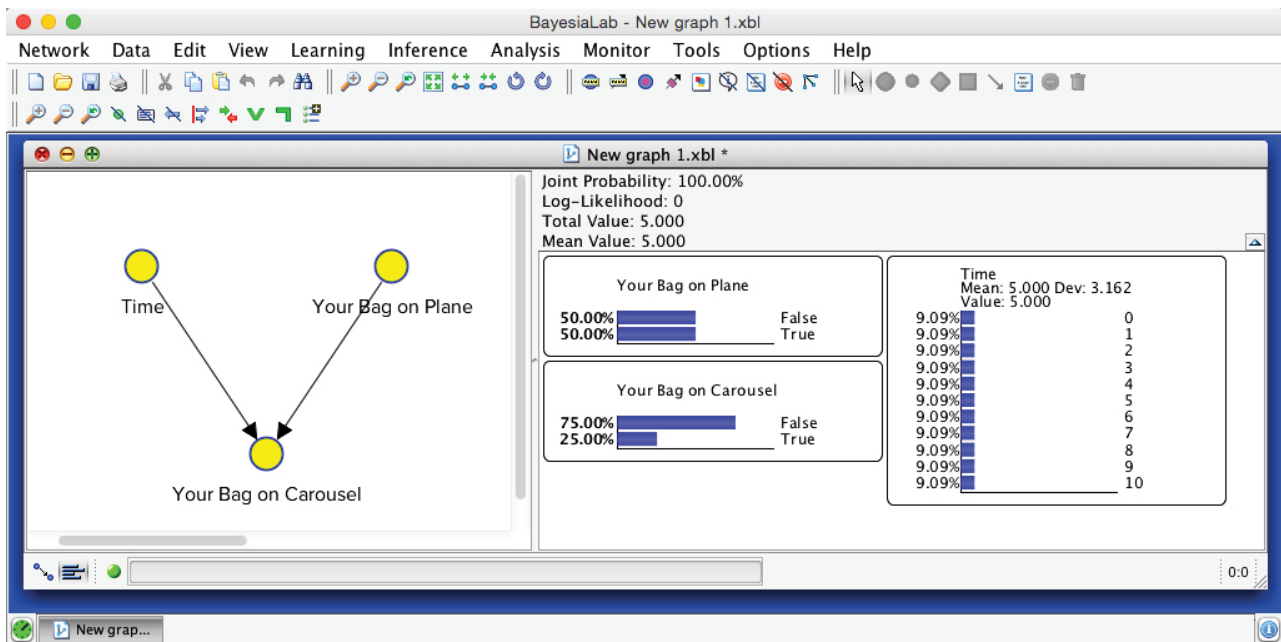 BayesiaLab - New graph 1.xbl
Network Data Edit View Learning Inference Analysis Monitor Tools Options Help
New graph 1.xbl *
Time
Your Bag on Plane
Your Bag on Carousel
Joint Probability: 100.00%
Log-Likelihood: 0
Total Value: 5.000
Mean Value: 5.000
Your Bag on Plane
50.00% False
50.00% True
Your Bag on Carousel
75.00% False
25.00% True
Time
Mean: 5.000 Dev: 3.162
Value: 5.000
9.09% 0
9.09% 1
9.09% 2
9.09% 3
9.09% 4
9.09% 5
9.09% 6
9.09% 7
9.09% 8
9.09% 9
9.09% 10
0:0
New grap...